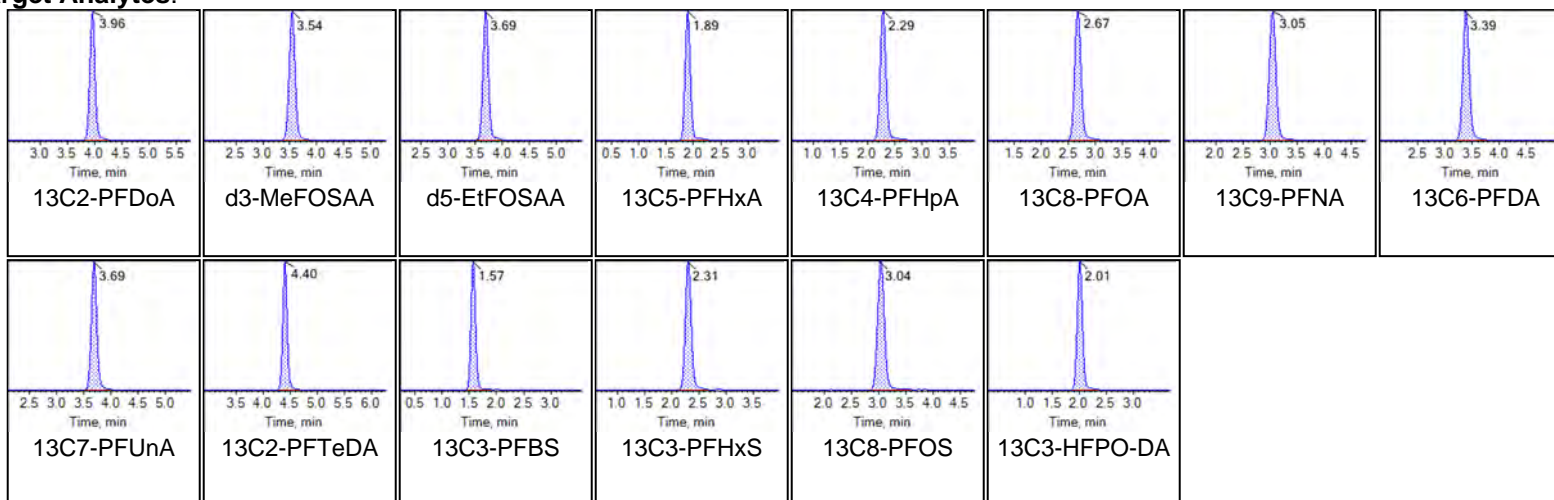 rget Analytes:
3.96 3.54 3.69 1.89 2.29 2.67 3.05 3.39
3.0 3.5 4.0 4.5 5.0 5.5 2.5 3.0 3.5 4.0 4.5 5.0 2.5 3.0 3.5 4.0 4.5 5.0 0.5 1.0 1.5 2.0 2.5 3.0 1.0 1.5 2.0 2.5 3.0 3.5 1.5 2.0 2.5 3.0 3.5 4.0 2.0 2.5 3.0 3.5 4.0 4.5 2.5 3.0 3.5 4.0 4.5
Time, min Time, min Time, min Time, min Time, min Time, min Time, min Time, min
13C2-PFDoA d3-MeFOSAA d5-EtFOSAA 13C5-PFHxA 13C4-PFHpA 13C8-PFOA 13C9-PFNA 13C6-PFDA
3.69 4.40 1.57 2.31 3.04 2.01
2.5 3.0 3.5 4.0 4.5 5.0 3.5 4.0 4.5 5.0 5.5 6.0 0.5 1.0 1.5 2.0 2.5 3.0 1.0 1.5 2.0 2.5 3.0 3.5 2.0 2.5 3.0 3.5 4.0 4.5 1.0 1.5 2.0 2.5 3.0
Time, min Time, min Time, min Time, min Time, min Time, min
13C7-PFUnA 13C2-PFTeDA 13C3-PFBS 13C3-PFHxS 13C8-PFOS 13C3-HFPO-DA